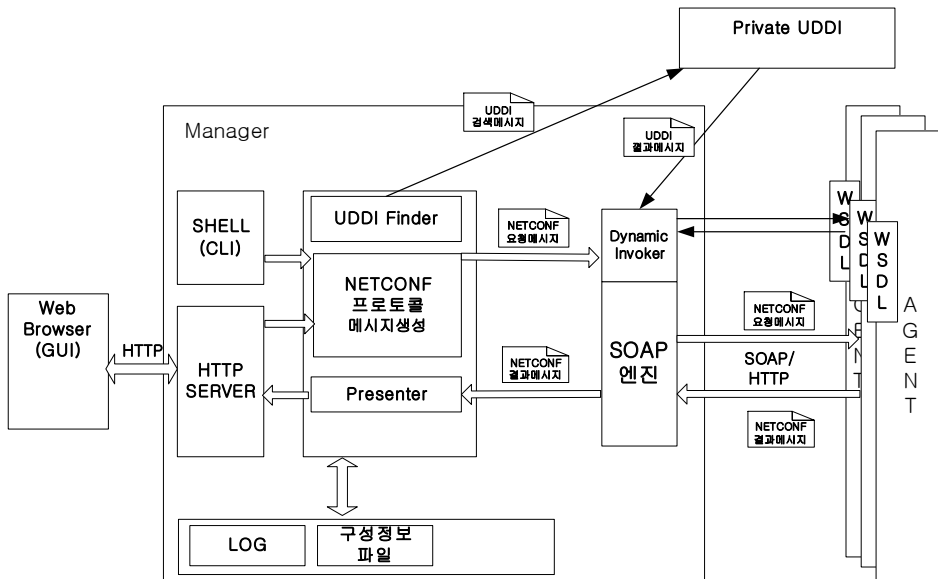 Private UDDI
UDDI
검색메시지
Manager
UDDI
결과메시지
SHELL
(CLI)
UDDI Finder
NETCONF
요청메시지
Dynamic
Invoker
W
S
D
L
W
S
D
L
W
S
D
L
NETCONF
프로토콜
메시지생성
Web
Browser
(GUI)
HTTP
HTTP
SERVER
NETCONF
결과메시지
Presenter
SOAP
엔진
NETCONF
요청메시지
SOAP/
HTTP
NETCONF
결과메시지
A
G
E
N
T
LOG
구성정보
파일